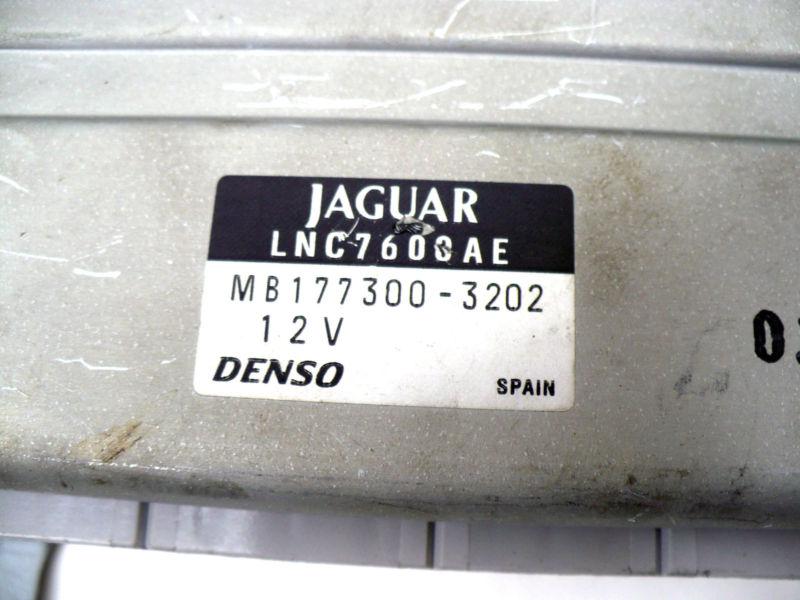 JAGUAR
LNC7600AE
MB177300-3202
12V
DENSO
SPAIN